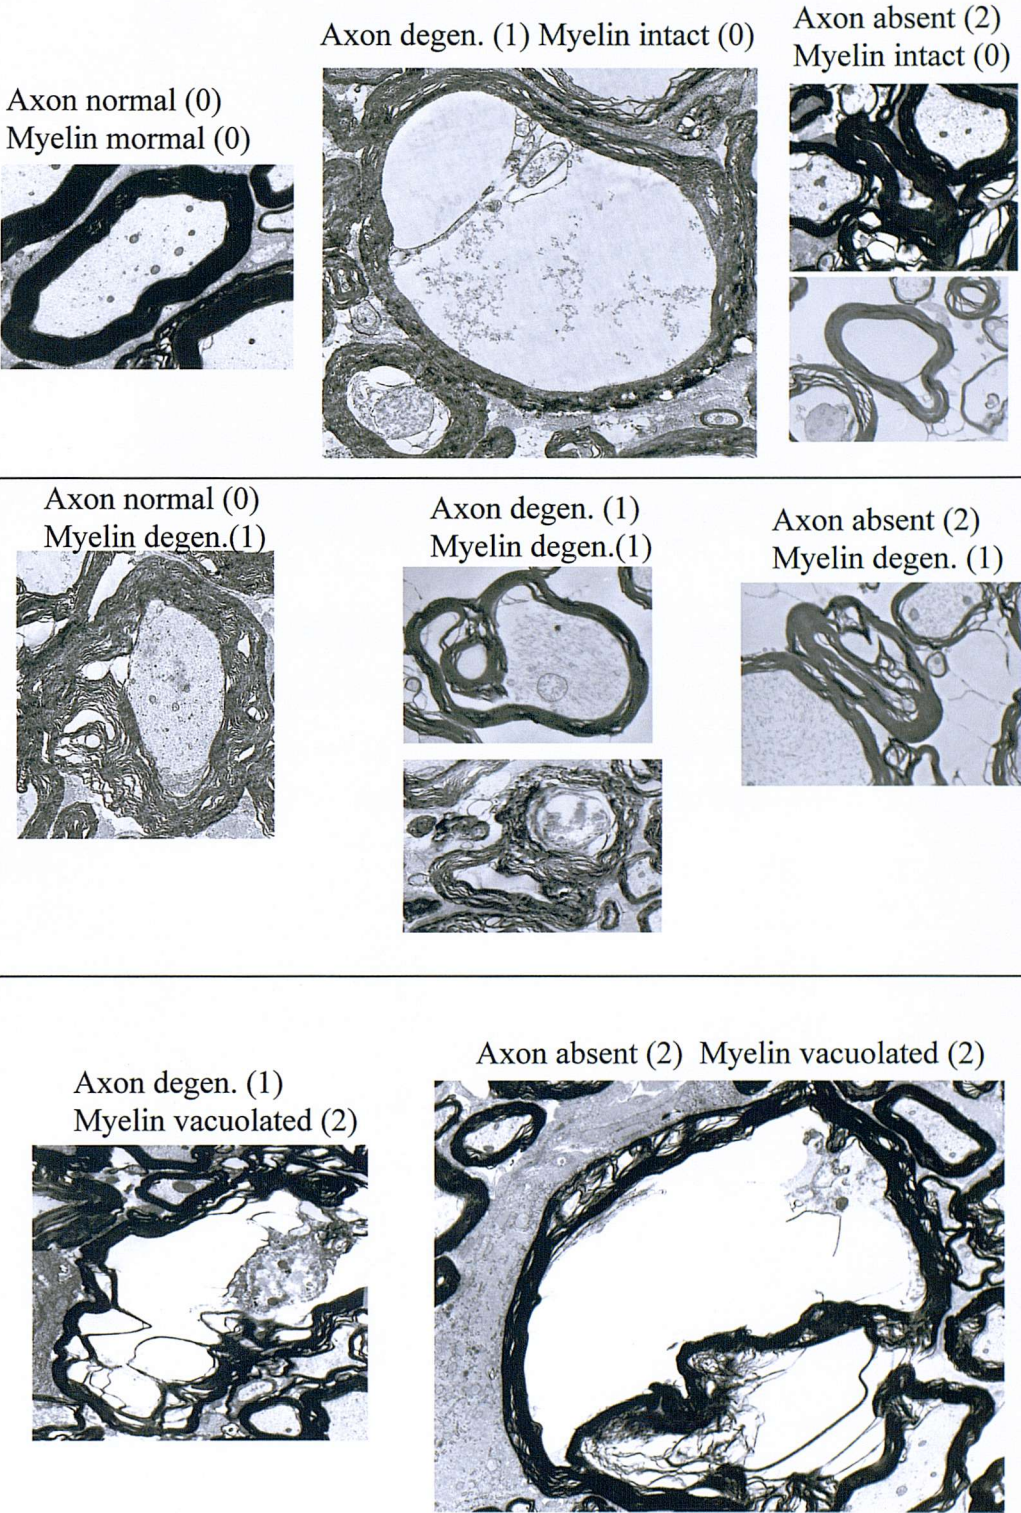 Axon normal (0)
Myelin mormal (0)
Axon degen. (1) Myelin intact (0)
Axon absent (2)
Myelin intact (0)
Axon normal (0)
Myelin degen.(1)
Axon degen. (1)
Myelin degen.(1)
Axon absent (2)
Myelin degen. (1)
Axon degen. (1)
Myelin vacuolated (2)
Axon absent (2) Myelin vacuolated (2)